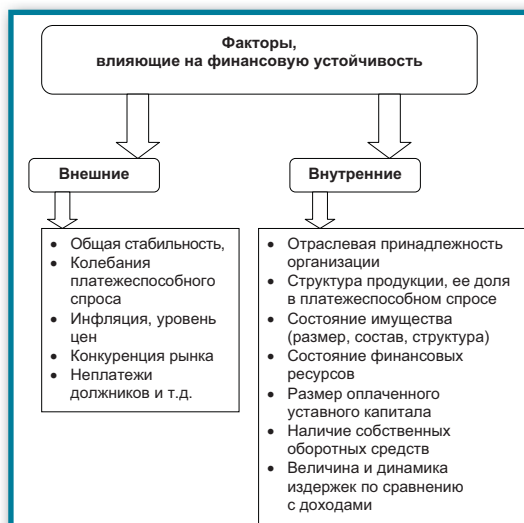 Факторы,
влияющие на финансовую устойчивость
Внешние
Внутренние
• Общая стабильность,
• Колебания
платежеспособного
спроса
• Инфляция, уровень
цен
• Конкуренция рынка
• Неплатежи
должников и т.д.
• Отраслевая принадлежность
организации
• Структура продукции, ее доля
в платежеспособном спросе
• Состояние имущества
(размер, состав, структура)
• Состояние финансовых
ресурсов
• Размер оплаченного
уставного капитала
• Наличие собственных
оборотных средств
• Величина и динамика
издержек по сравнению
с доходами